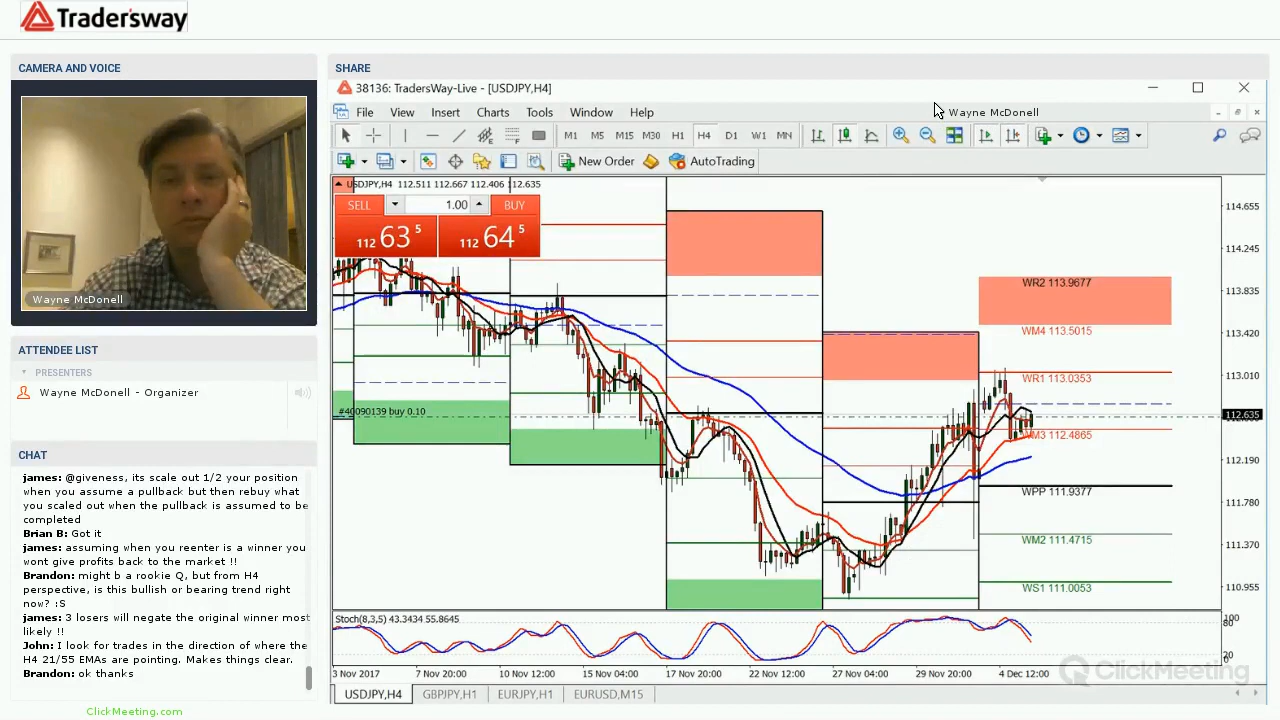 Tradersway
CAMERA AND VOICE
Wayne McDonell
ATTENDEE LIST
PRESENTERS
Wayne McDonell - Organizer
CHAT
james: @giveness, its scale out 1/2 your position
when you assume a pullback but then rebuy what
you scaled out when the pullback is assumed to be
completed
Brian B: Got it
james: assuming when you reenter is a winner you
wont give pfofits back to the market !!
Brandon: might b a rookie Q, but from H4
perspective, is this bullish or bearing trend right
now? :S
james: 3 losers will negate the original winner most
likely !!
John: I look for trades in the direction of where the
H4 21/55 EMAs are pointing. Makes things clear.
Brandon: ok thanks
ClickMeeting.com
SHARE
38136: TradersWay-Live - [USDJPY,H4]
File View Insert Charts Tools Window Help
Wayne McDonell
M1 M5 M15 M30 H1 H4 D1 W1 MN
New Order AutoTrading
USDJPY,H4 112.511 112.667 112.406 112.635
SELL 1.00 BUY
112 63 5 112 64 5
#40090139 buy 0.10
WR2 113.9677
WM4 113.5015
WR1 113.0353
WM3 112.4865
WPP 111.9377
WM2 111.4715
WS1 111.0053
114.655
114.245
113.835
113.420
113.010
112.635
112.190
111.780
111.370
110.955
Stoch(8,3,5) 43.3434 55.8645
100
80
20
0
3 Nov 2017 7 Nov 20:00 10 Nov 12:00 15 Nov 04:00 17 Nov 20:00 22 Nov 12:00 27 Nov 04:00 29 Nov 20:00 4 Dec 12:00
ClickMeeting
USDJPY,H4 GBPJPY,H1 EURJPY,H1 EURUSD,M15